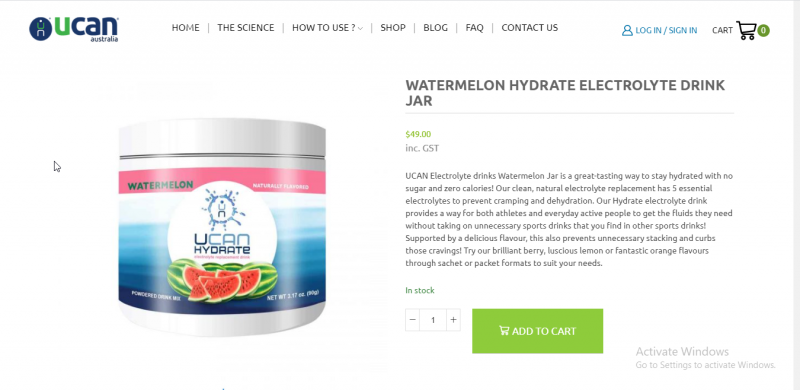 ucan
australia
HOME | THE SCIENCE | HOW TO USE ? | SHOP | BLOG | FAQ | CONTACT US
LOG IN / SIGN IN
CART 0
WATERMELON HYDRATE ELECTROLYTE DRINK
JAR
$49.00
inc. GST
UCAN Electrolyte drinks Watermelon Jar is a great-tasting way to stay hydrated with no
sugar and zero calories! Our clean, natural electrolyte replacement has 5 essential
electrolytes to prevent cramping and dehydration. Our Hydrate electrolyte drink
provides a way for both athletes and everyday active people to get the fluids they need
without taking on unnecessary sports drinks that you find in other sports drinks!
Supported by a delicious flavour, this also prevents unnecessary stacking and curbs
those cravings! Try our brilliant berry, luscious lemon or fantastic orange flavours
through sachet or packet formats to suit your needs.
In stock
− 1 +
ADD TO CART
WATERMELON
NATURALLY FLAVORED
UCAN
HYDRATE
electrolyte replacement drink
POWDERED DRINK MIX
NET WT 3.17 oz. (90g)
Activate Windows
Go to Settings to activate Windows.